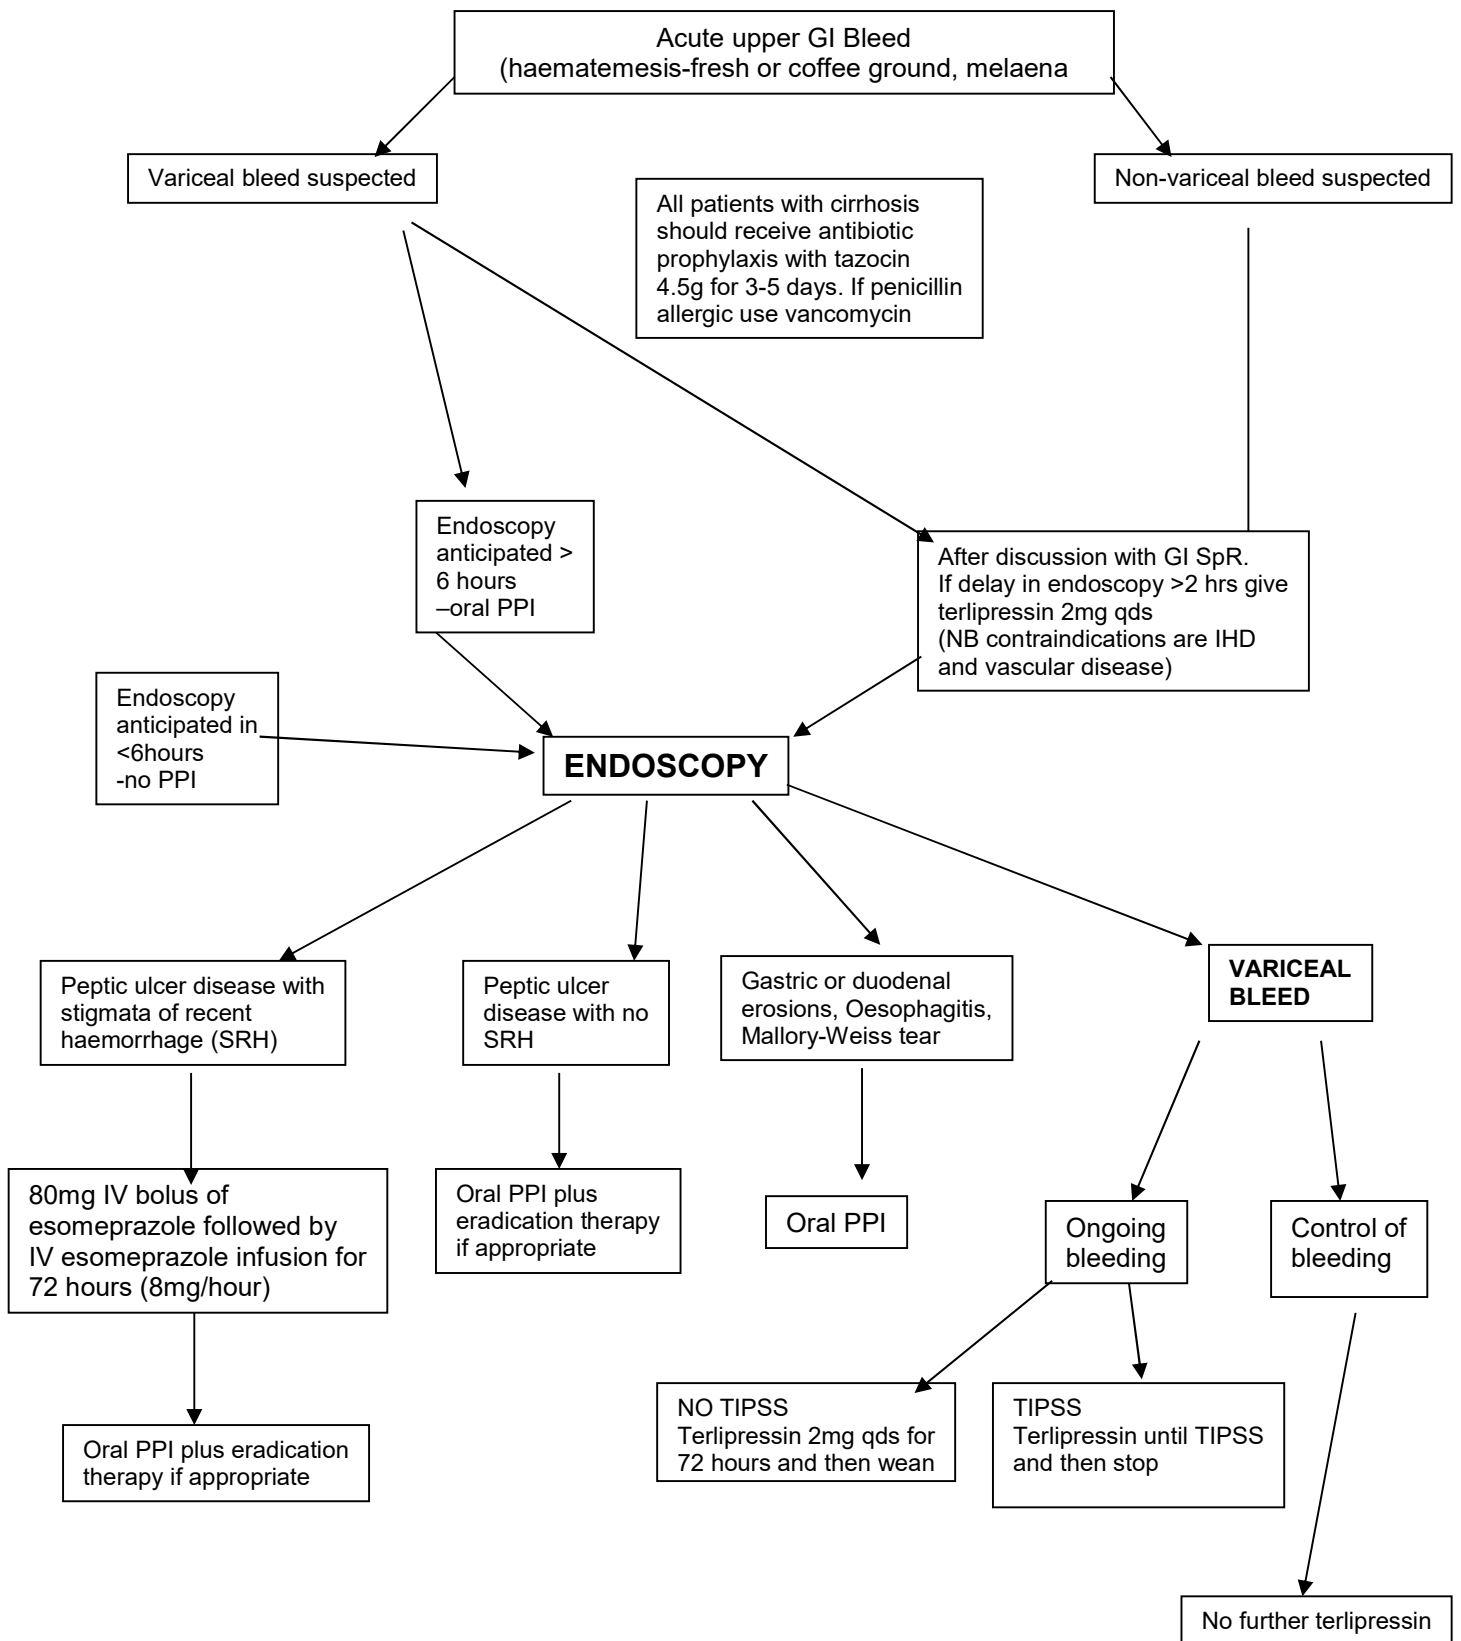 Acute upper GI Bleed
(haematemesis-fresh or coffee ground, melaena
Variceal bleed suspected
Non-variceal bleed suspected
All patients with cirrhosis
should receive antibiotic
prophylaxis with tazocin
4.5g for 3-5 days. If penicillin
allergic use vancomycin
Endoscopy
anticipated >
6 hours
–oral PPI
After discussion with GI SpR.
If delay in endoscopy >2 hrs give
terlipressin 2mg qds
(NB contraindications are IHD
and vascular disease)
Endoscopy
anticipated in
<6hours
-no PPI
ENDOSCOPY
Peptic ulcer disease with
stigmata of recent
haemorrhage (SRH)
Peptic ulcer
disease with no
SRH
Gastric or duodenal
erosions, Oesophagitis,
Mallory-Weiss tear
VARICEAL
BLEED
80mg IV bolus of
esomeprazole followed by
IV esomeprazole infusion for
72 hours (8mg/hour)
Oral PPI plus
eradication therapy
if appropriate
Oral PPI
Ongoing
bleeding
Control of
bleeding
NO TIPSS
Terlipressin 2mg qds for
72 hours and then wean
TIPSS
Terlipressin until TIPSS
and then stop
Oral PPI plus eradication
therapy if appropriate
No further terlipressin